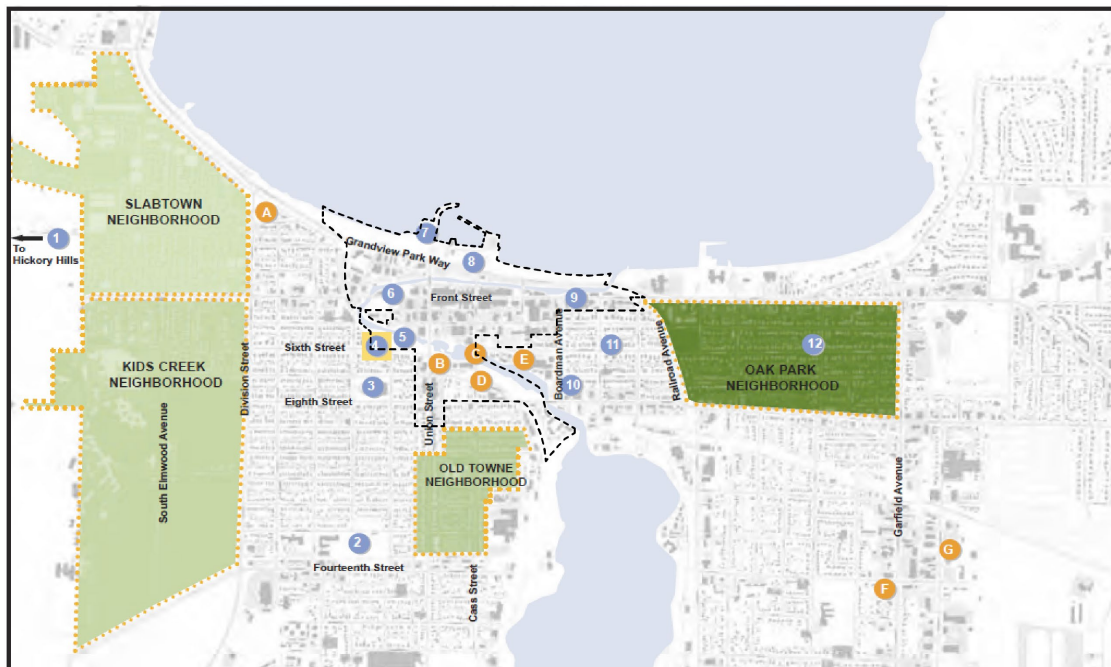 A
SLABTOWN
NEIGHBORHOOD
1
To
Hickory Hills
7
Grandview Park Way
8
6
Front Street
9
5
Sixth Street
B
E
11
12
Boardman Avenue
Railroad Avenue
OAK PARK
NEIGHBORHOOD
KIDS CREEK
NEIGHBORHOOD
Division Street
3
D
10
Eighth Street
Union Street
OLD TOWNE
NEIGHBORHOOD
South Elmwood Avenue
Garfield Avenue
2
G
Fourteenth Street
Cass Street
F